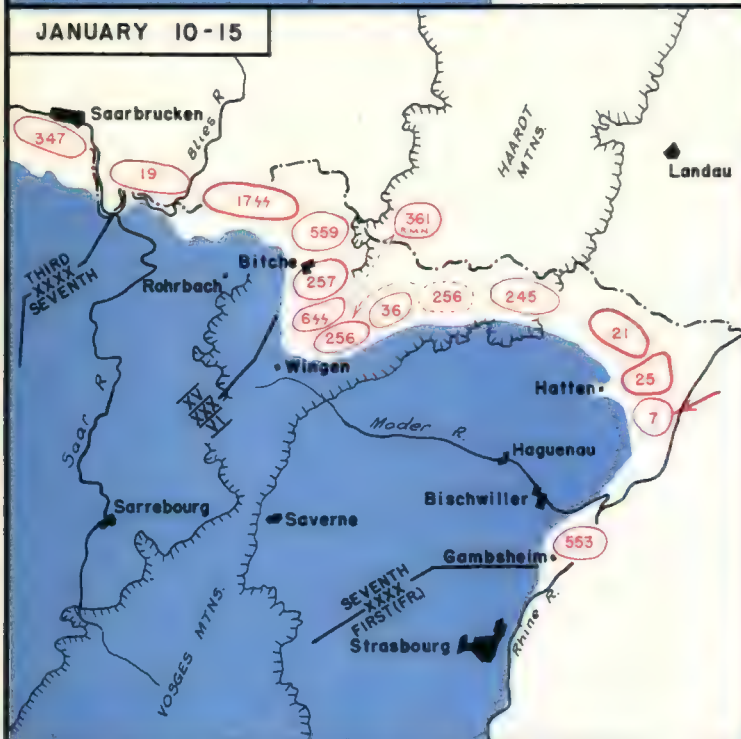 JANUARY 10-15
Saarbrucken
Blies R
HAARDT
MTNS.
Landau
347
19
17϶϶
559
361
RMN
Bitche
257
Rohrbach
THIRD
XXXX
SEVENTH
6϶϶
256
36
256
245
21
25
7
Wingen
Hatten
XV
XXX
VI
Saar R
Moder R.
Haguenau
Bischwiller
Sarrebourg
Saverne
553
Gambsheim
SEVENTH
XXXX
FIRST (FR.)
Strasbourg
Rhine R.
VOSGES MTNS.